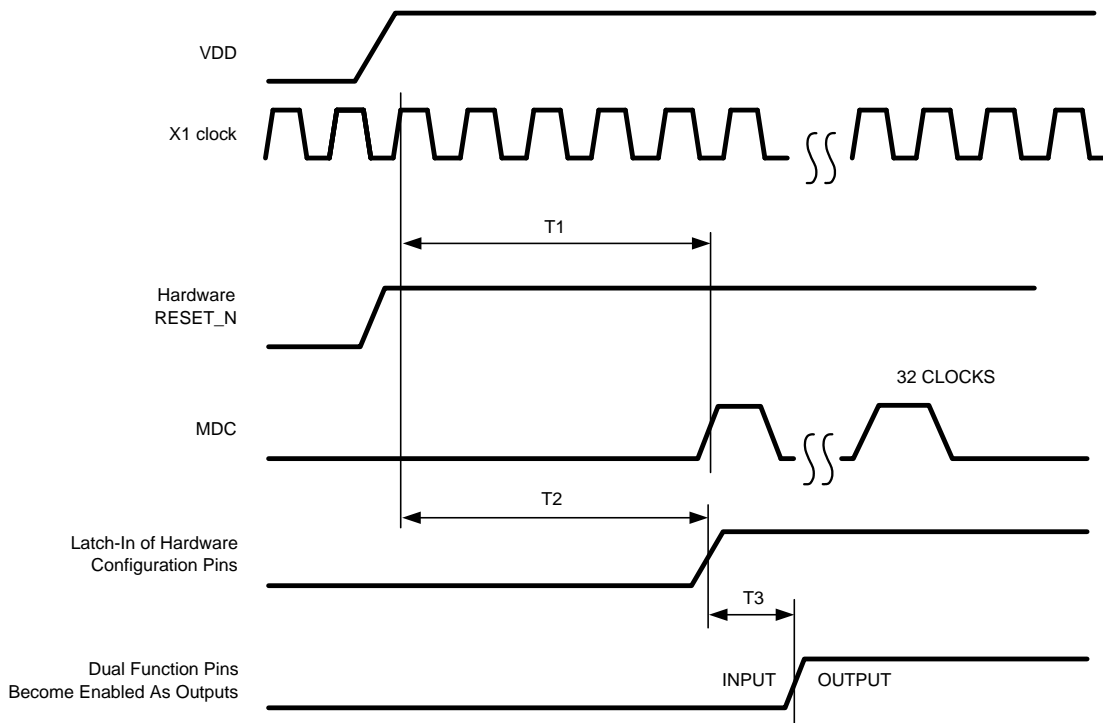 VDD
X1 clock
T1
Hardware
RESET_N
32 CLOCKS
MDC
T2
Latch-In of Hardware
Configuration Pins
T3
Dual Function Pins
Become Enabled As Outputs
INPUT
OUTPUT